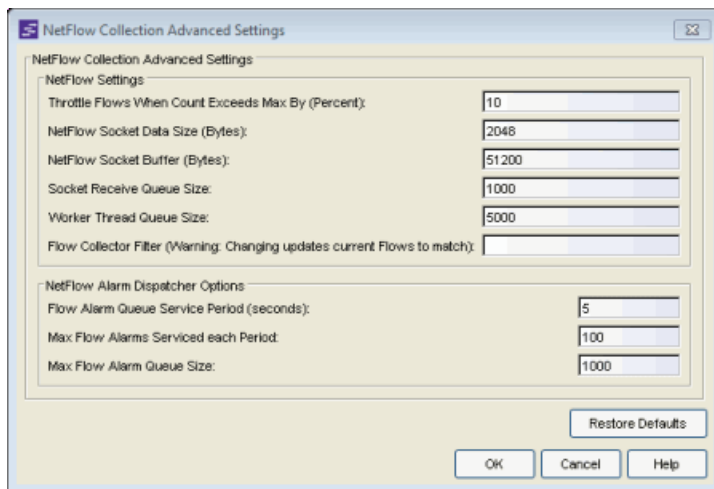 NetFlow Collection Advanced Settings
NetFlow Collection Advanced Settings
NetFlow Settings
Throttle Flows When Count Exceeds Max By (Percent): 10
NetFlow Socket Data Size (Bytes): 2048
NetFlow Socket Buffer (Bytes): 51200
Socket Receive Queue Size: 1000
Worker Thread Queue Size: 5000
Flow Collector Filter (Warning: Changing updates current Flows to match):
NetFlow Alarm Dispatcher Options
Flow Alarm Queue Service Period (seconds): 5
Max Flow Alarms Serviced each Period: 100
Max Flow Alarm Queue Size: 1000
Restore Defaults
OK Cancel Help